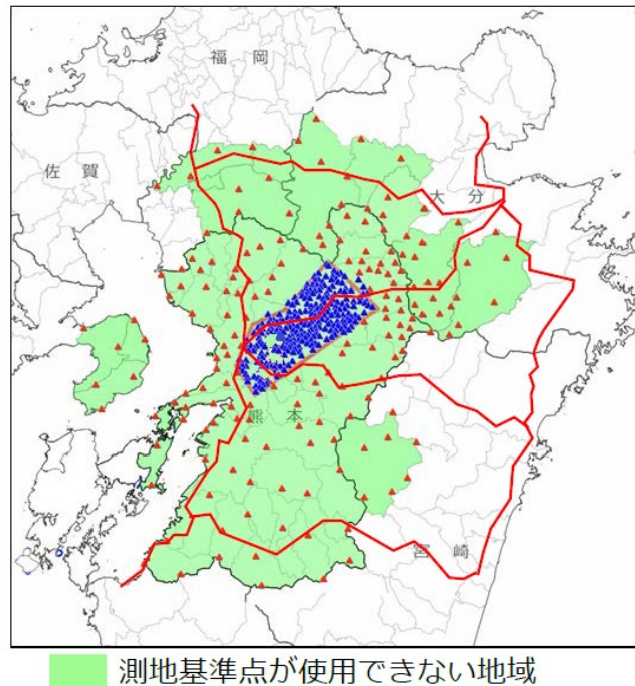 福岡
佐賀
大分
熊本
宮崎
測地基準点が使用できない地域